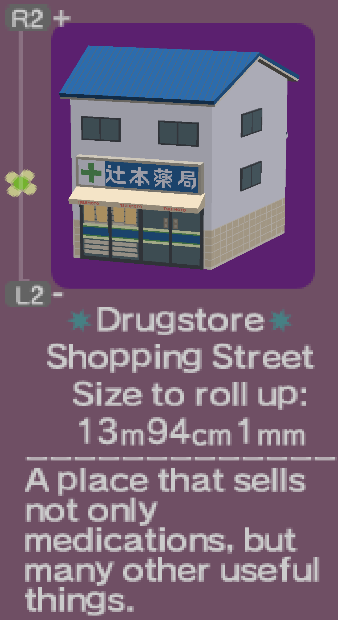 R2 +
辻本薬局
L2 -
Drugstore
Shopping Street
Size to roll up:
13m94cm1mm
A place that sells
not only
medications, but
many other useful
things.